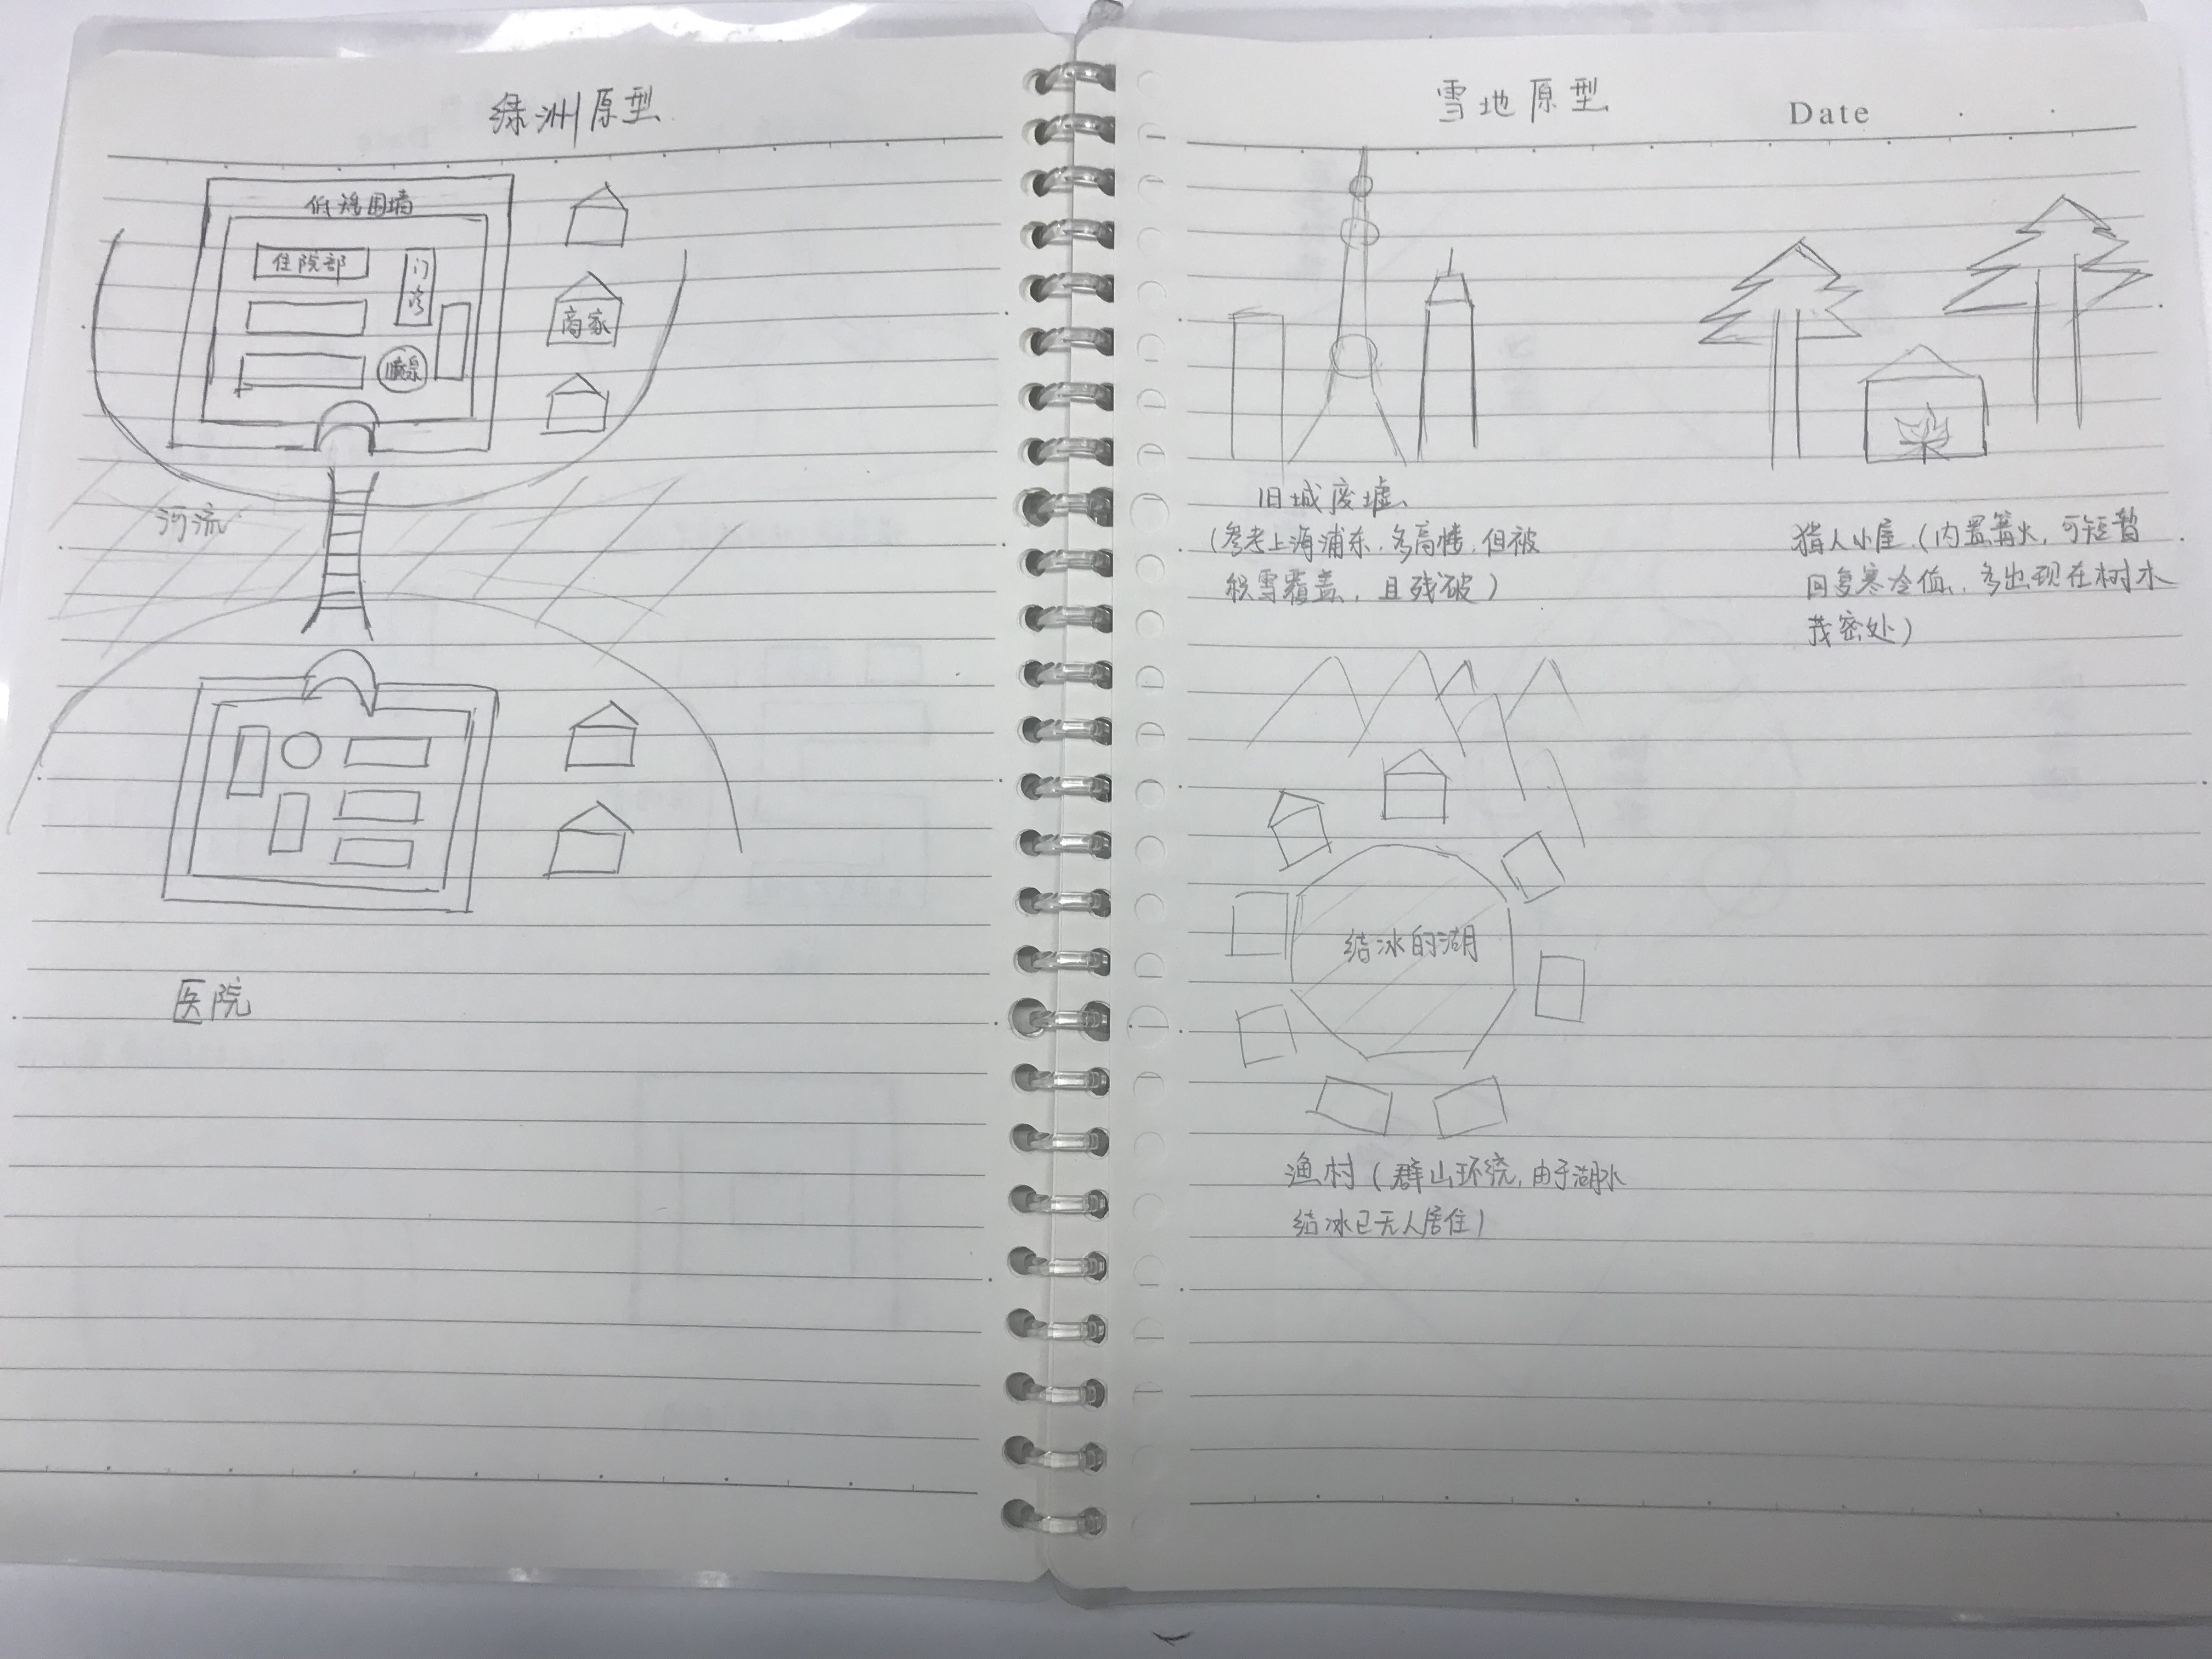 绿洲原型
低矮围墙
住院部
门
诊
喷泉
商家
河流
医院
雪地原型
Date
旧城废墟
(参考上海浦东,多高楼,但被
积雪覆盖,且残破)
猎人小屋(内置篝火,可短暂
回复寒冷值,多出现在树木
茂密处)
结冰的湖
渔村(群山环绕,由于湖水
结冰已无人居住)